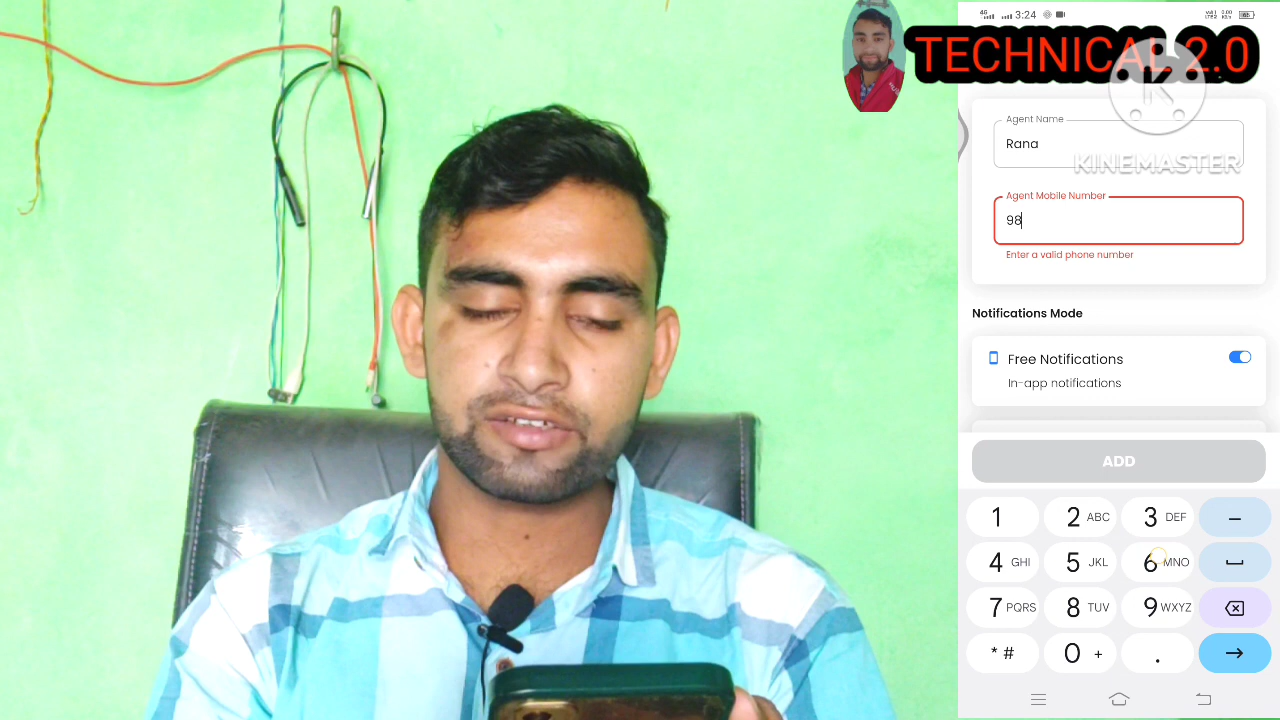 4G 3:24
TECHNICAL 2.0
Agent Name
Rana
KINEMASTER
Agent Mobile Number
98
Enter a valid phone number
Notifications Mode
Free Notifications
In-app notifications
ADD
1 2 ABC 3 DEF –
4 GHI 5 JKL 6 MNO
7 PQRS 8 TUV 9 WXYZ
* # 0 + .